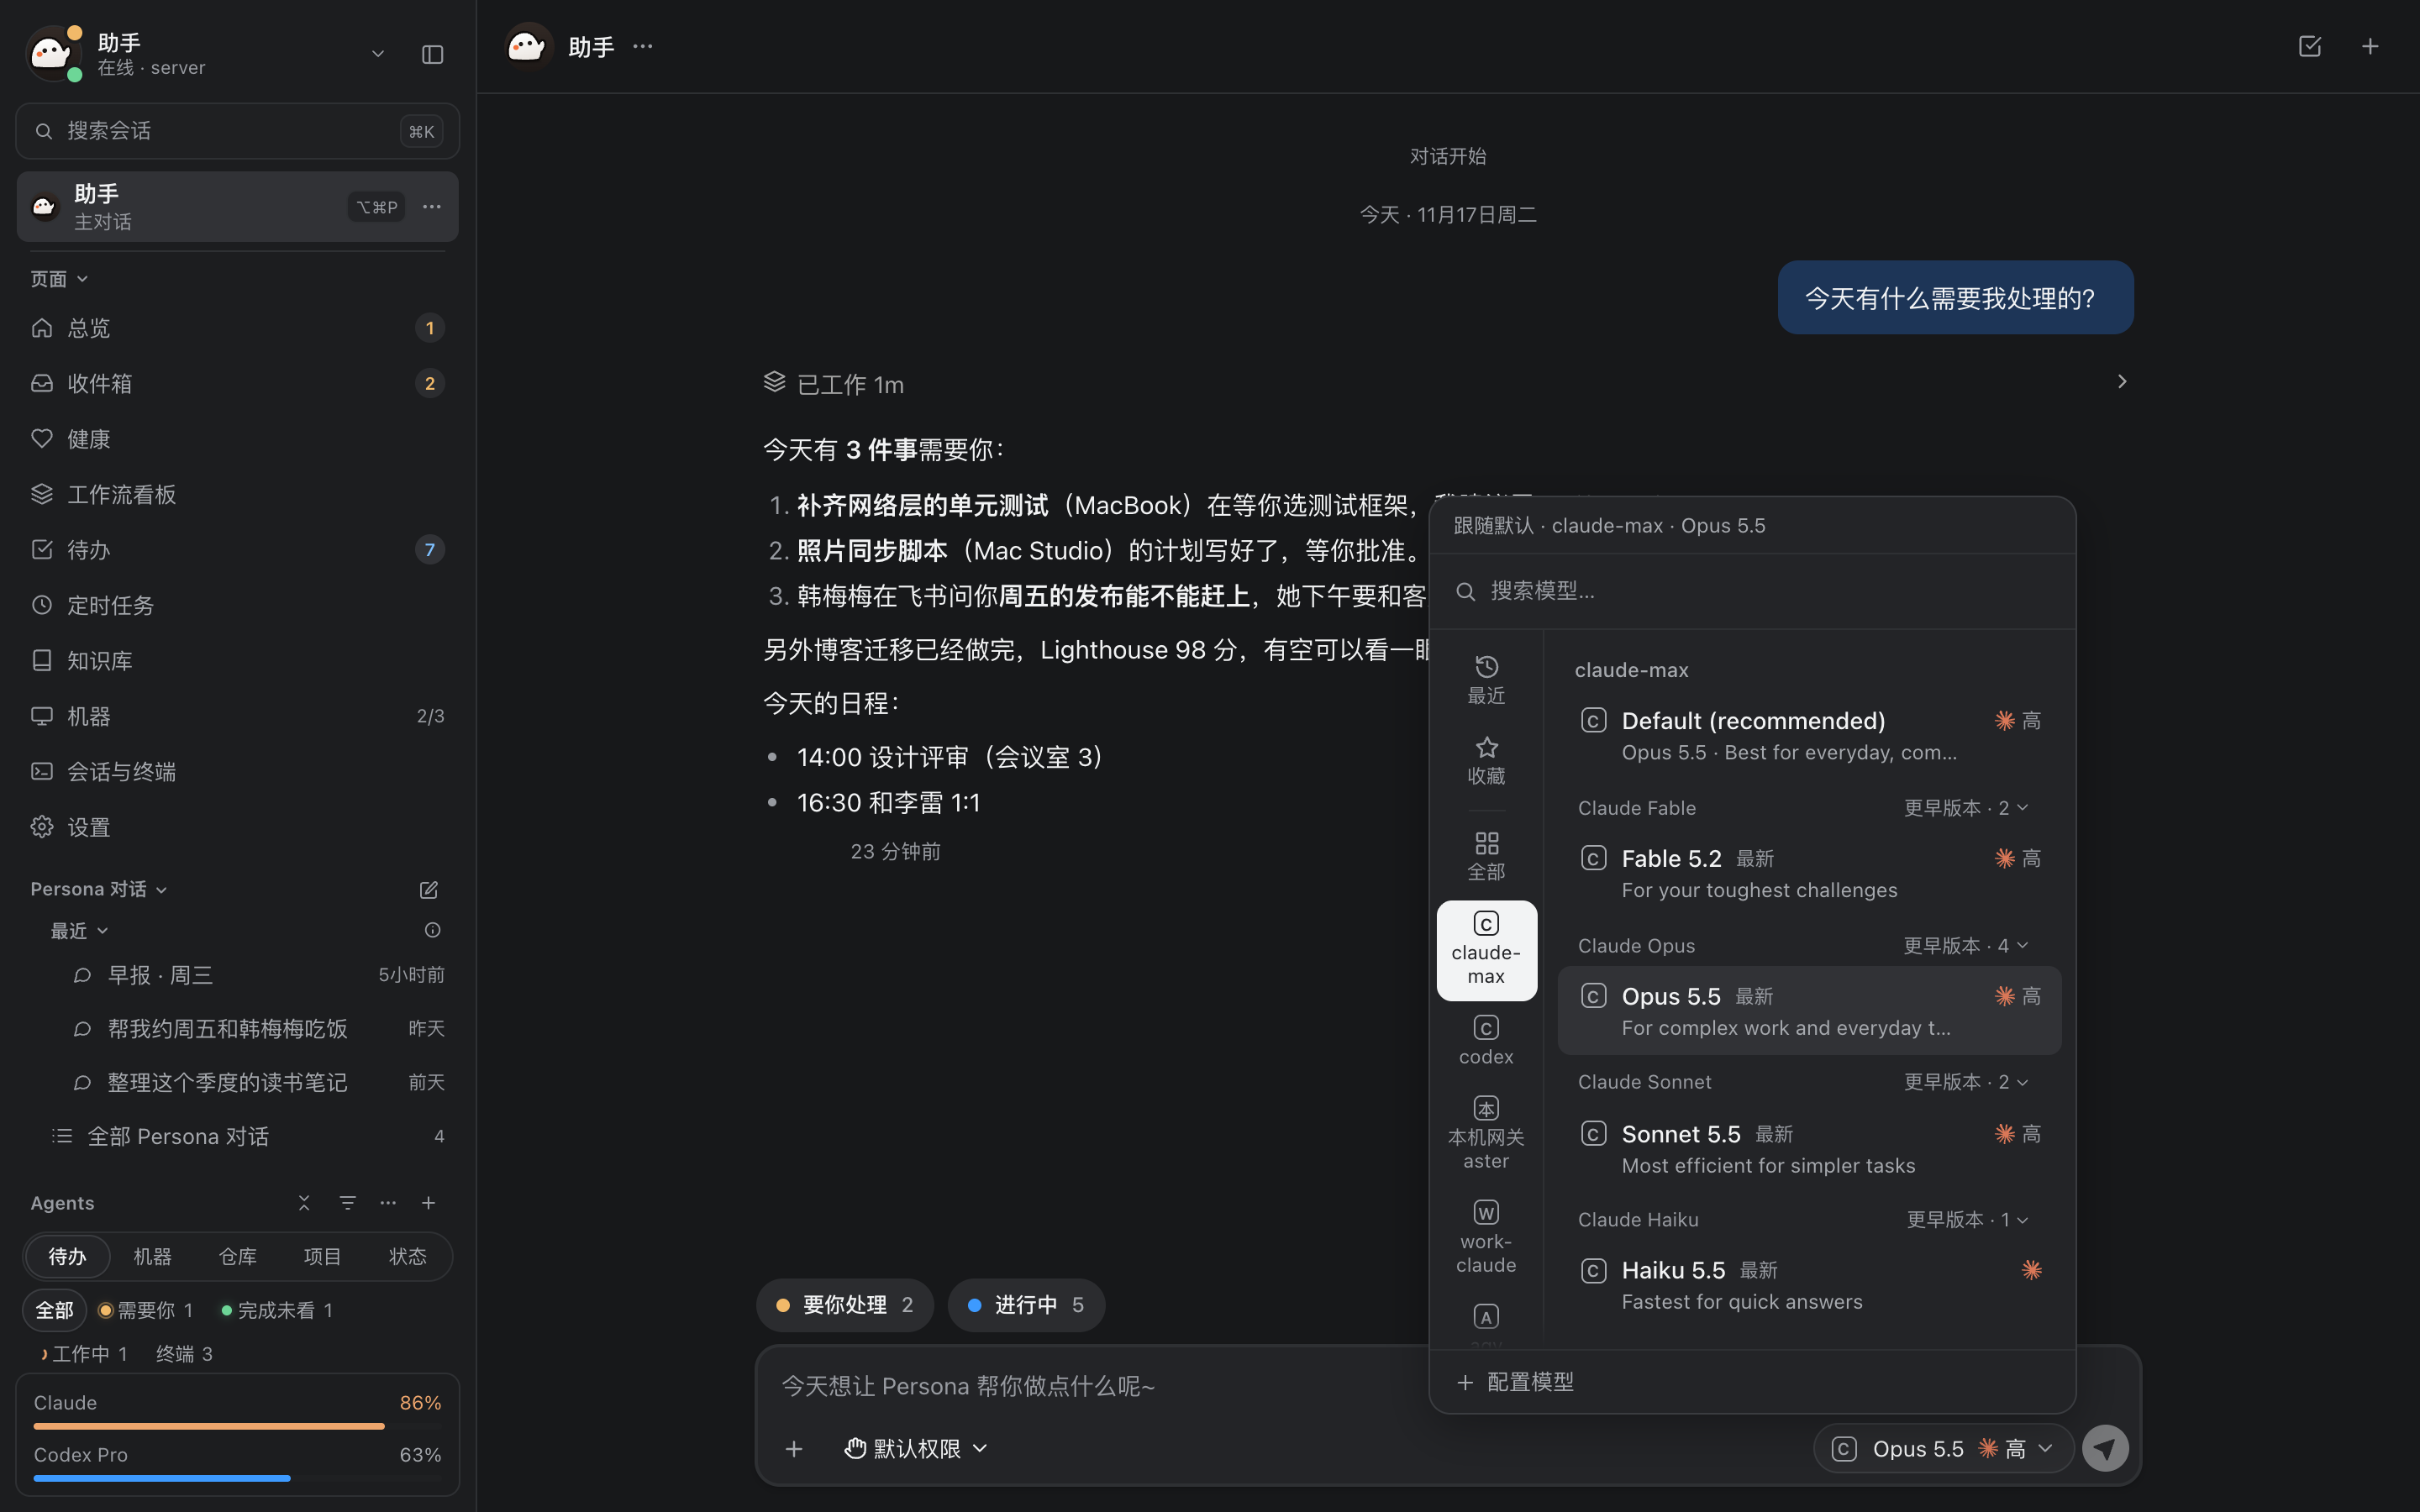 助手
在线 · server
搜索会话
⌘K
助手
主对话
⌥⌘P
页面
总览
1
收件箱
2
健康
工作流看板
待办
7
定时任务
知识库
机器
2/3
会话与终端
设置
Persona 对话
最近
早报 · 周三
5小时前
帮我约周五和韩梅梅吃饭
昨天
整理这个季度的读书笔记
前天
全部 Persona 对话
4
Agents
待办
机器
仓库
项目
状态
全部
需要你 1
完成未看 1
工作中 1
终端 3
Claude
86%
Codex Pro
63%
助手
对话开始
今天 · 11月17日周二
今天有什么需要我处理的？
已工作 1m
今天有 3 件事需要你：
1. 补齐网络层的单元测试（MacBook）在等你选测试框架，
2. 照片同步脚本（Mac Studio）的计划写好了，等你批准。
3. 韩梅梅在飞书问你周五的发布能不能赶上，她下午要和客
另外博客迁移已经做完，Lighthouse 98 分，有空可以看一眼
今天的日程：
14:00 设计评审（会议室 3）
16:30 和李雷 1:1
23 分钟前
要你处理 2
进行中 5
今天想让 Persona 帮你做点什么呢~
默认权限
C
Opus 5.5
高
跟随默认 · claude-max · Opus 5.5
搜索模型...
最近
收藏
全部
C
claude-
max
C
codex
本
本机网关
aster
W
work-
claude
A
claude-max
C
Default (recommended)
高
Opus 5.5 · Best for everyday, com...
Claude Fable
更早版本 · 2
C
Fable 5.2 最新
高
For your toughest challenges
Claude Opus
更早版本 · 4
C
Opus 5.5 最新
高
For complex work and everyday t...
Claude Sonnet
更早版本 · 2
C
Sonnet 5.5 最新
高
Most efficient for simpler tasks
Claude Haiku
更早版本 · 1
C
Haiku 5.5 最新
Fastest for quick answers
配置模型